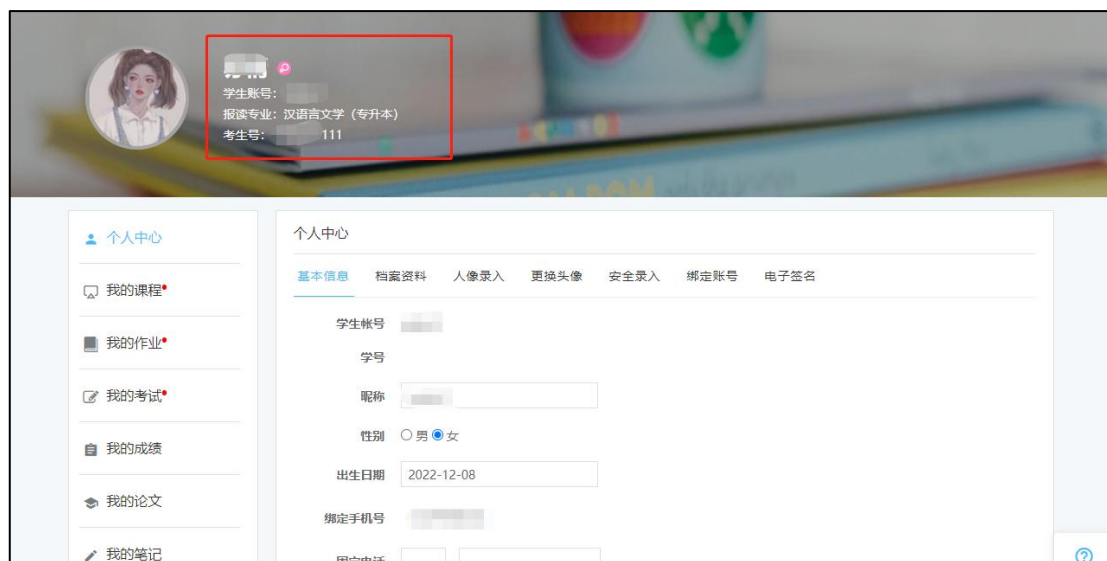 学生账号：
报读专业：汉语言文学（专升本）
考生号： 111
个人中心
我的课程
我的作业
我的考试
我的成绩
我的论文
我的笔记
个人中心
基本信息 档案资料 人像录入 更换头像 安全录入 绑定账号 电子签名
学生帐号
学号
昵称
性别 男 女
出生日期 2022-12-08
绑定手机号
固定电话